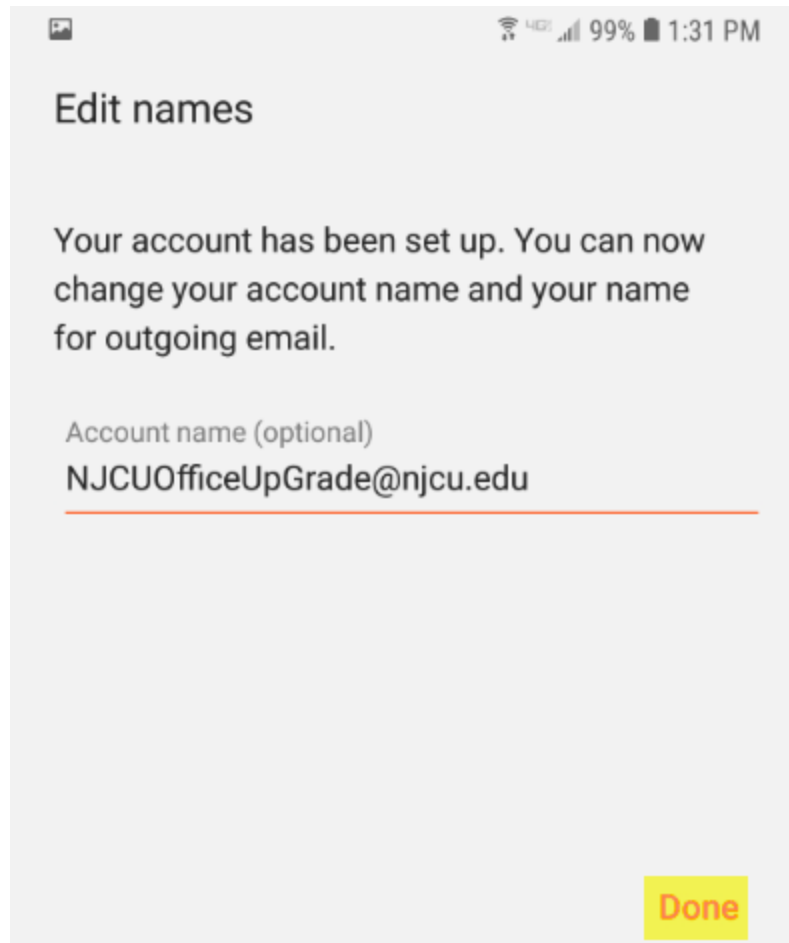 4G 99% 1:31 PM
Edit names
Your account has been set up. You can now
change your account name and your name
for outgoing email.
Account name (optional)
NJCUOfficeUpGrade@njcu.edu
Done